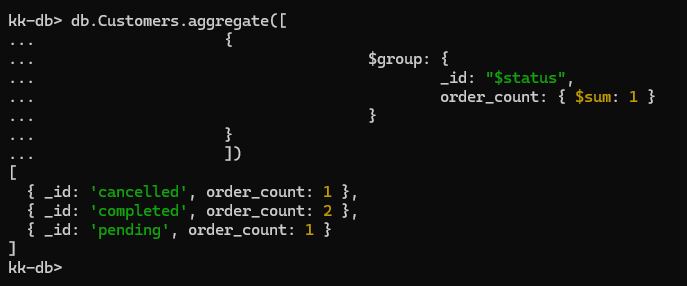 kk-db> db.Customers.aggregate([
... {
... $group: {
... _id: "$status",
... order_count: { $sum: 1 }
... }
... }
... ])
[
{ _id: 'cancelled', order_count: 1 },
{ _id: 'completed', order_count: 2 },
{ _id: 'pending', order_count: 1 }
]
kk-db>